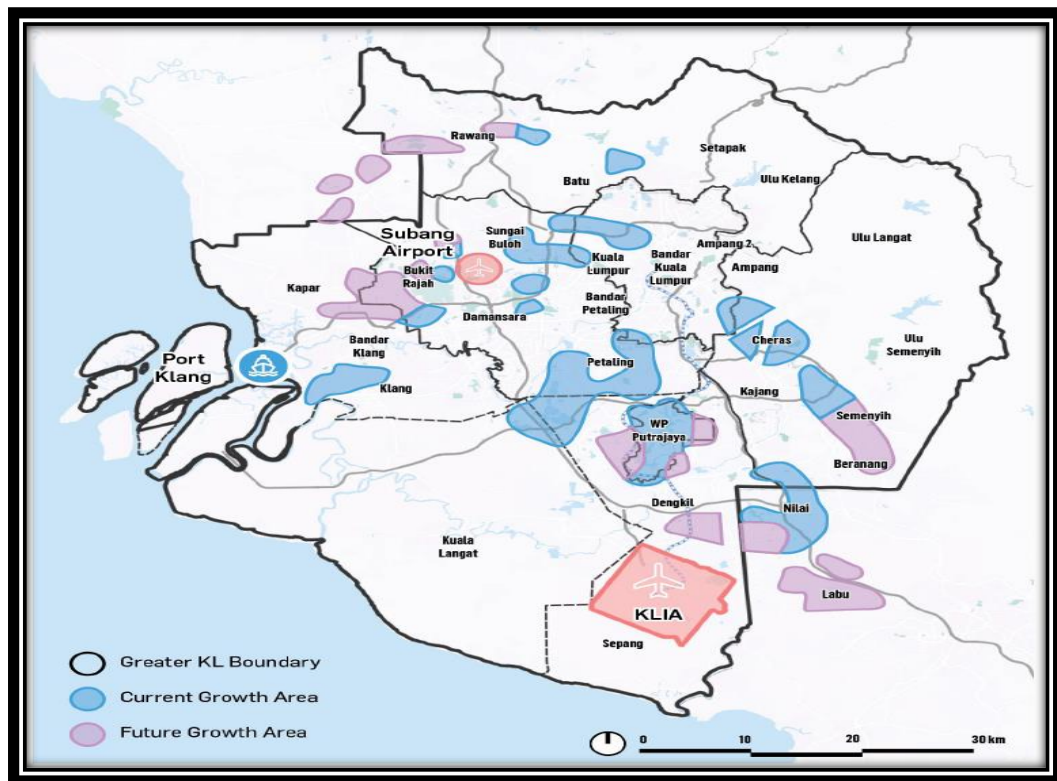 Rawang
Setapak
Batu
Ulu Kelang
Subang
Airport
Sungai
Buloh
Kuala
Lumpur
Bandar
Kuala
Lumpur
Ampang 2
Ampang
Ulu Langat
Kapar
Bukit
Rajah
Damansara
Bandar
Petaling
Cheras
Ulu
Semenyih
Port
Klang
Bandar
Klang
Klang
Petaling
Kajang
Semenyih
WP
Putrajaya
Beranang
Dengkil
Nilai
Kuala
Langat
KLIA
Labu
Sepang
Greater KL Boundary
Current Growth Area
Future Growth Area
0 10 20 30 km